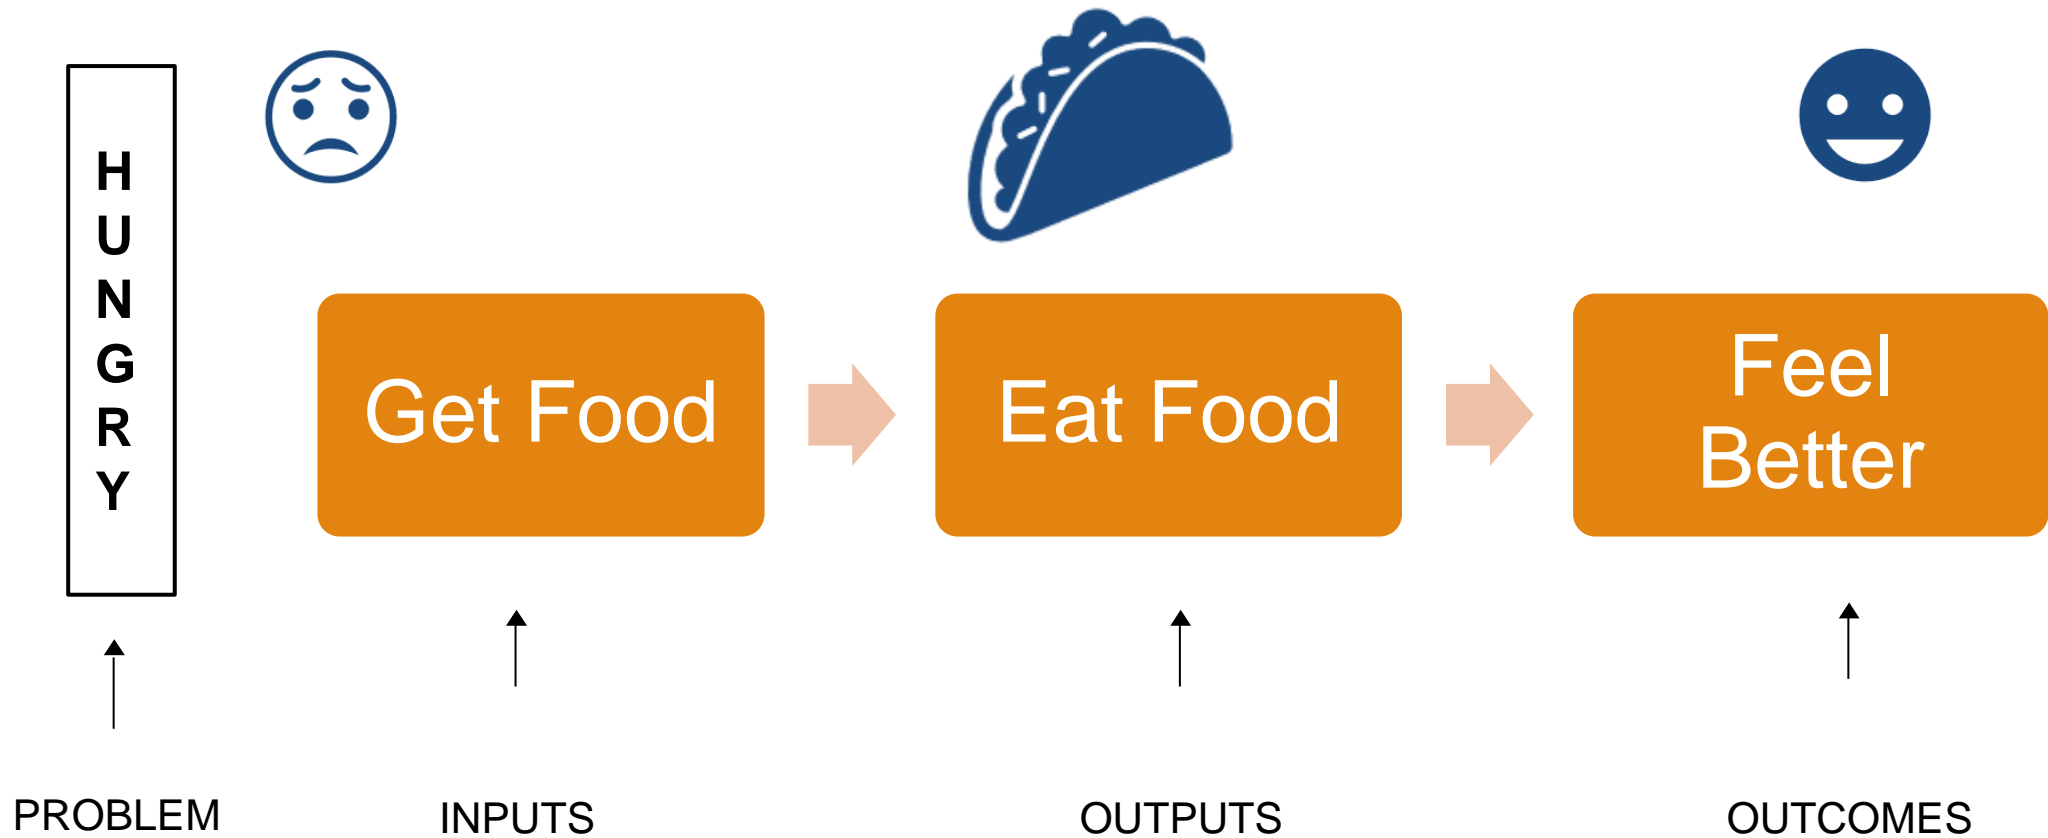 H
U
N
G
R
Y
Get Food
Eat Food
Feel
Better
PROBLEM
INPUTS
OUTPUTS
OUTCOMES